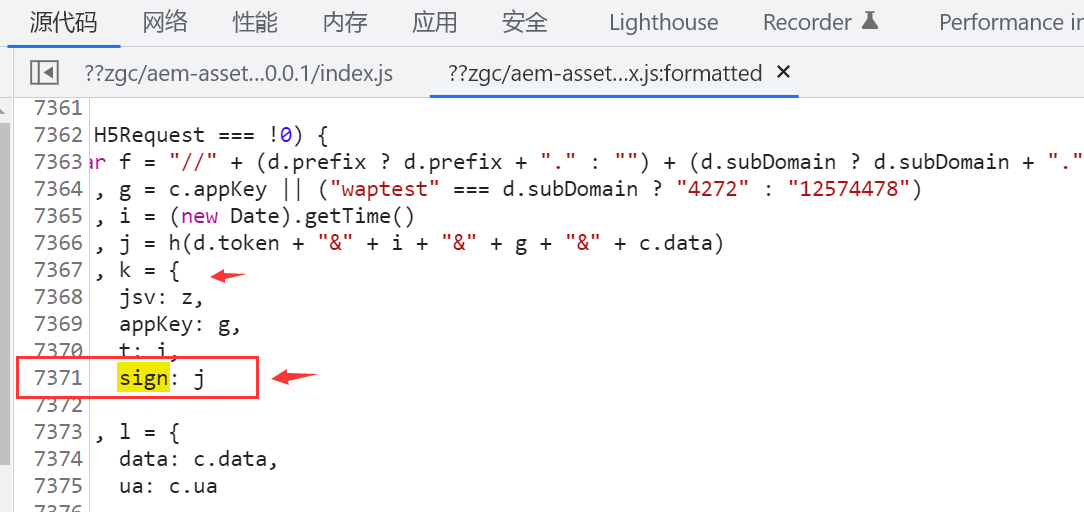 源代码 网络 性能 内存 应用 安全 Lighthouse Recorder Performance in
??zgc/aem-asset...0.0.1/index.js ??zgc/aem-asset...x.js:formatted ✕
7361
7362 H5Request === !0) {
7363 ar f = "//" + (d.prefix ? d.prefix + "." : "") + (d.subDomain ? d.subDomain + "."
7364 , g = c.appKey || ("waptest" === d.subDomain ? "4272" : "12574478")
7365 , i = (new Date).getTime()
7366 , j = h(d.token + "&" + i + "&" + g + "&" + c.data)
7367 , k = {
7368 jsv: z,
7369 appKey: g,
7370 t: i,
7371 sign: j
7372
7373 , l = {
7374 data: c.data,
7375 ua: c.ua
7376